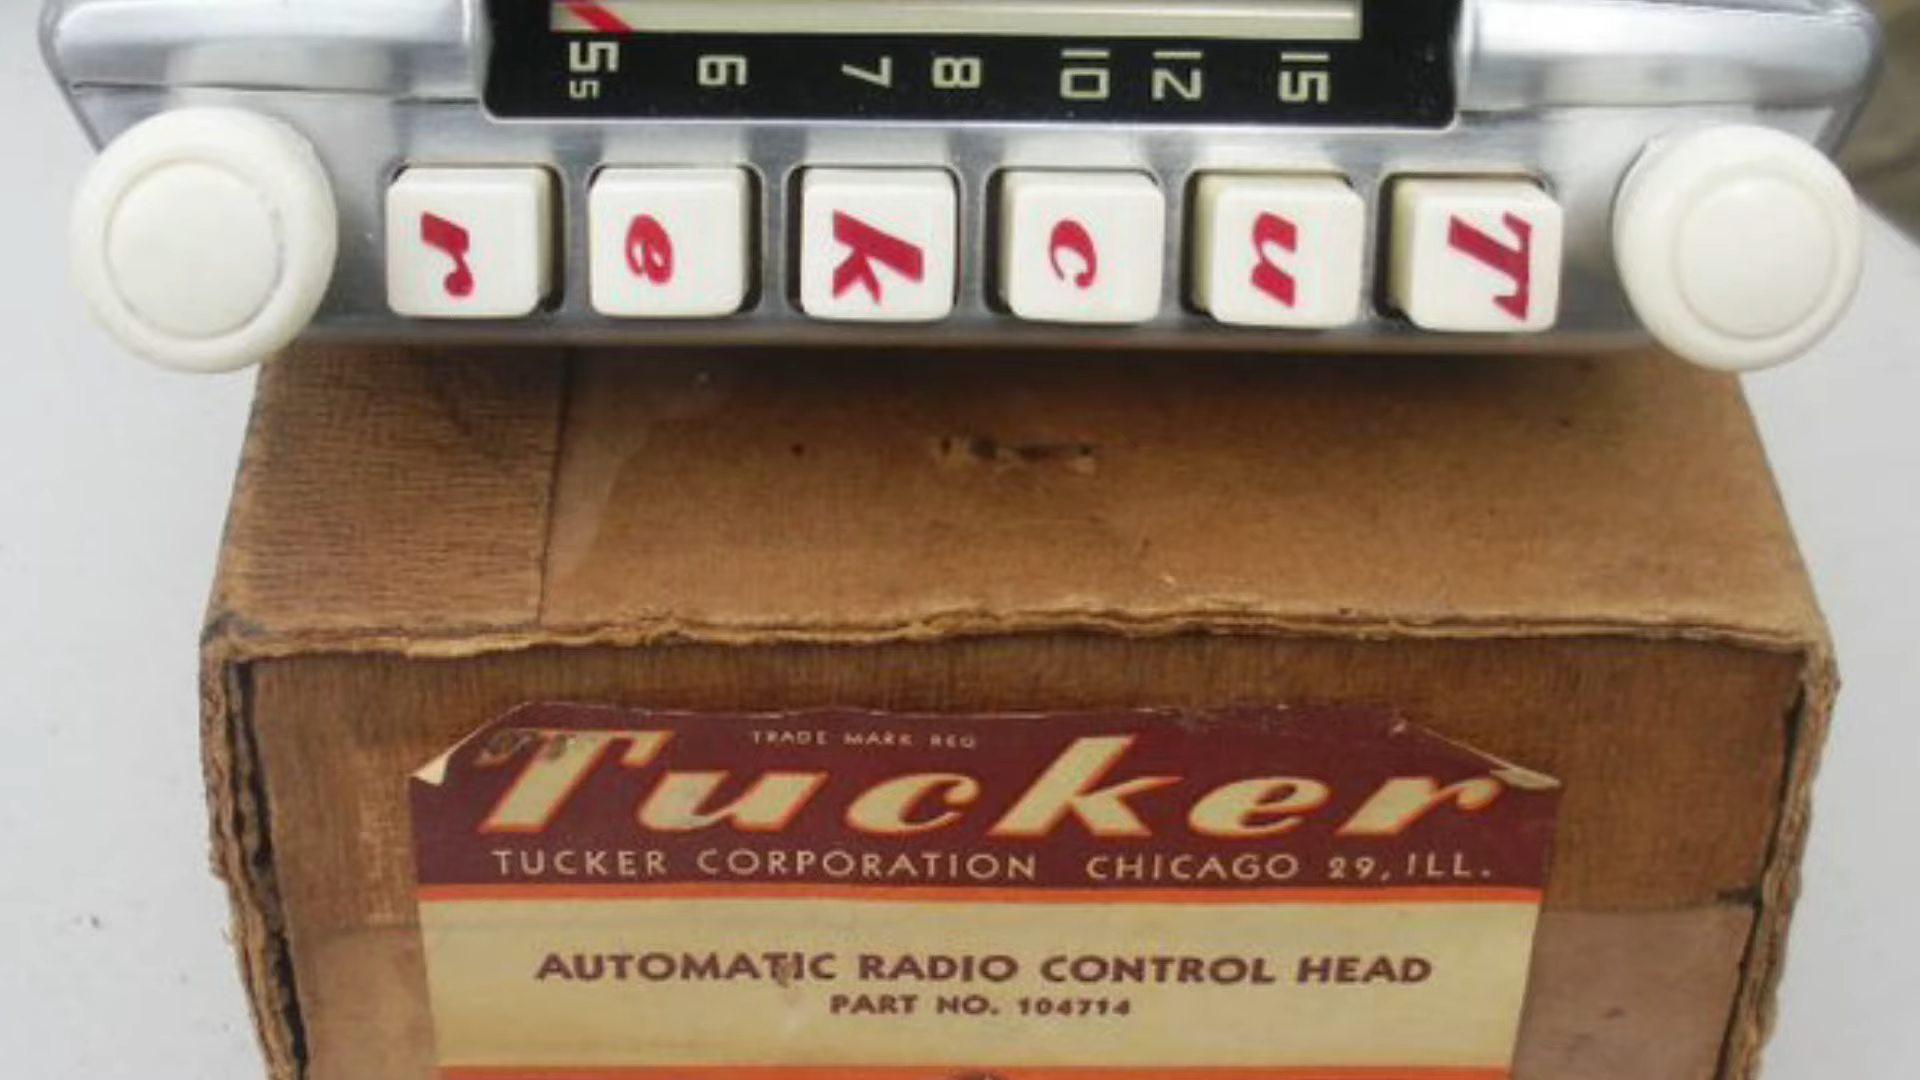 55 6 7 8 10 12 15
r e k c u T
TRADE MARK REG
Tucker
TUCKER CORPORATION CHICAGO 29, ILL.
AUTOMATIC RADIO CONTROL HEAD
PART NO. 104714